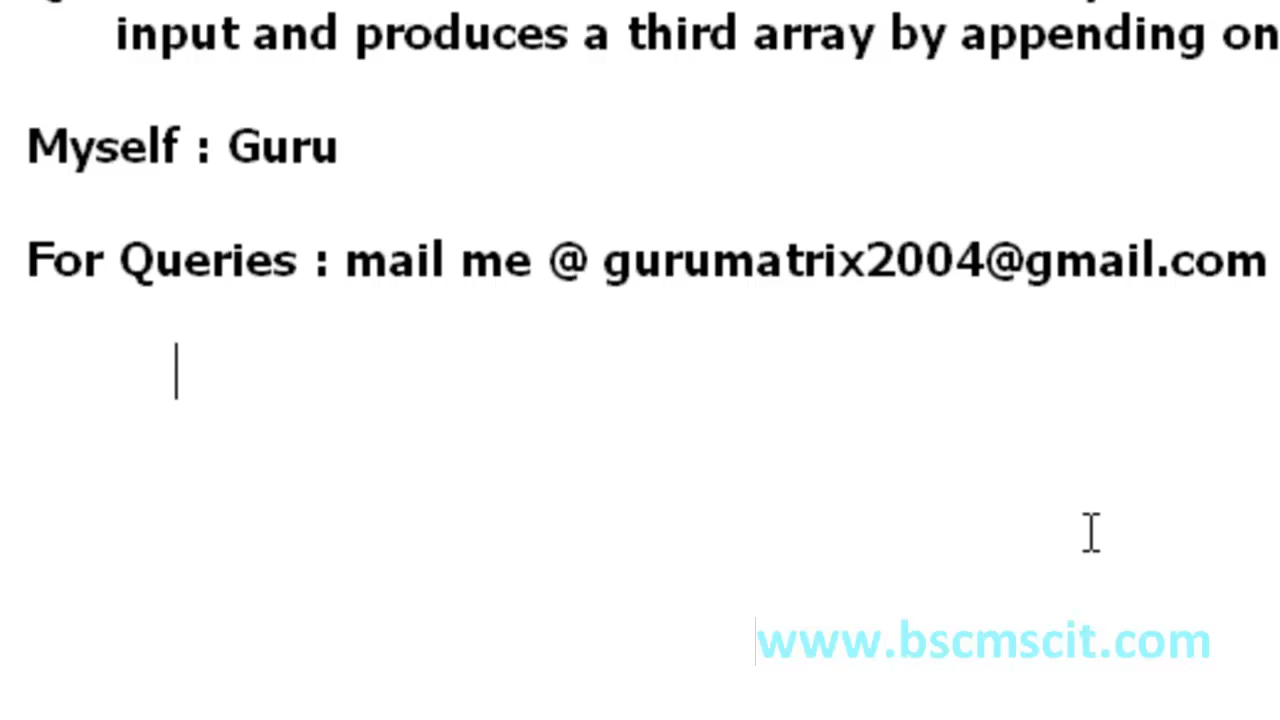 input and produces a third array by appending on
Myself : Guru
For Queries : mail me @ gurumatrix2004@gmail.com
www.bscmscit.com